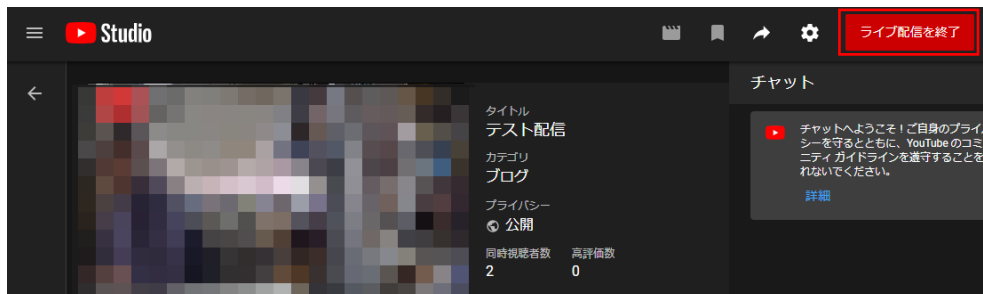 Studio
ライブ配信を終了
チャット
タイトル
テスト配信
カテゴリ
ブログ
プライバシー
公開
同時視聴者数 高評価数
2 0
チャットへようこそ！ご自身のプライ
シーを守るとともに、YouTube のコミ
ニティ ガイドラインを遵守することを
れないでください。
詳細